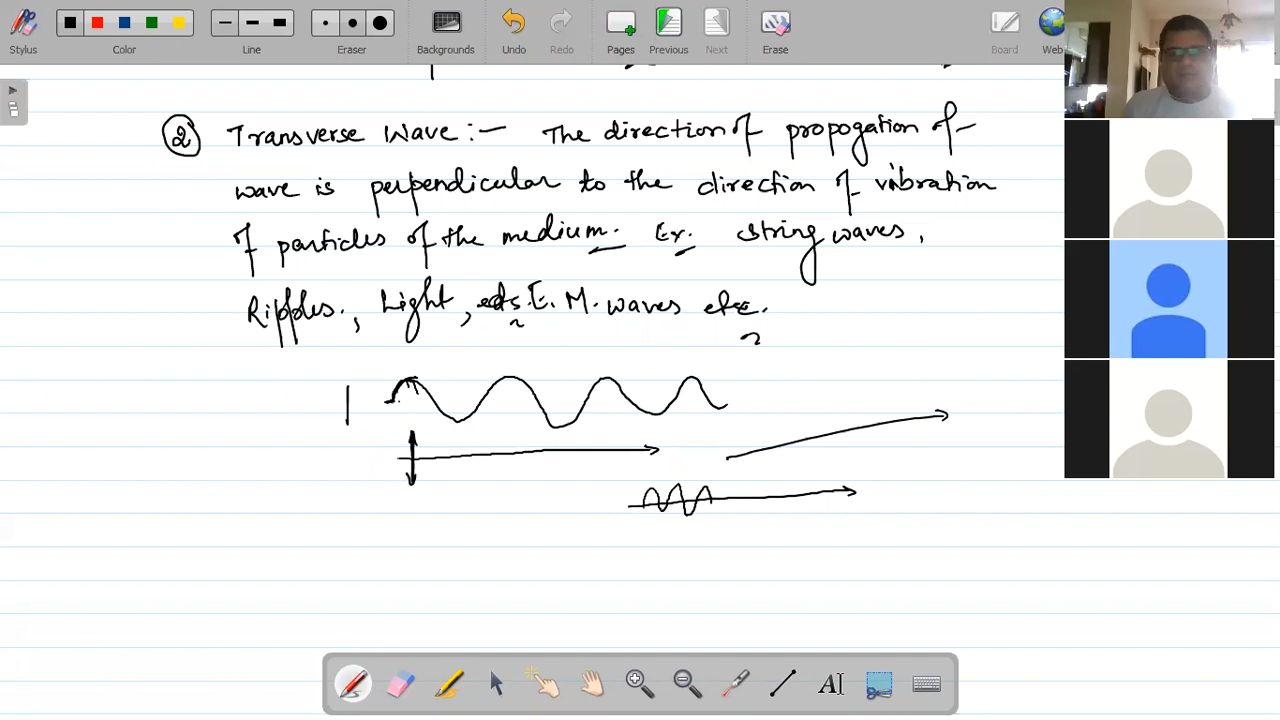 Stylus Color Line Eraser Backgrounds Undo Redo Pages Previous Next Erase Board Web
② Transverse Wave :- The direction of propogation of
wave is perpendicular to the direction of vibration
of particles of the medium. Ex. String waves,
Ripples., Light, E.M. waves etc.